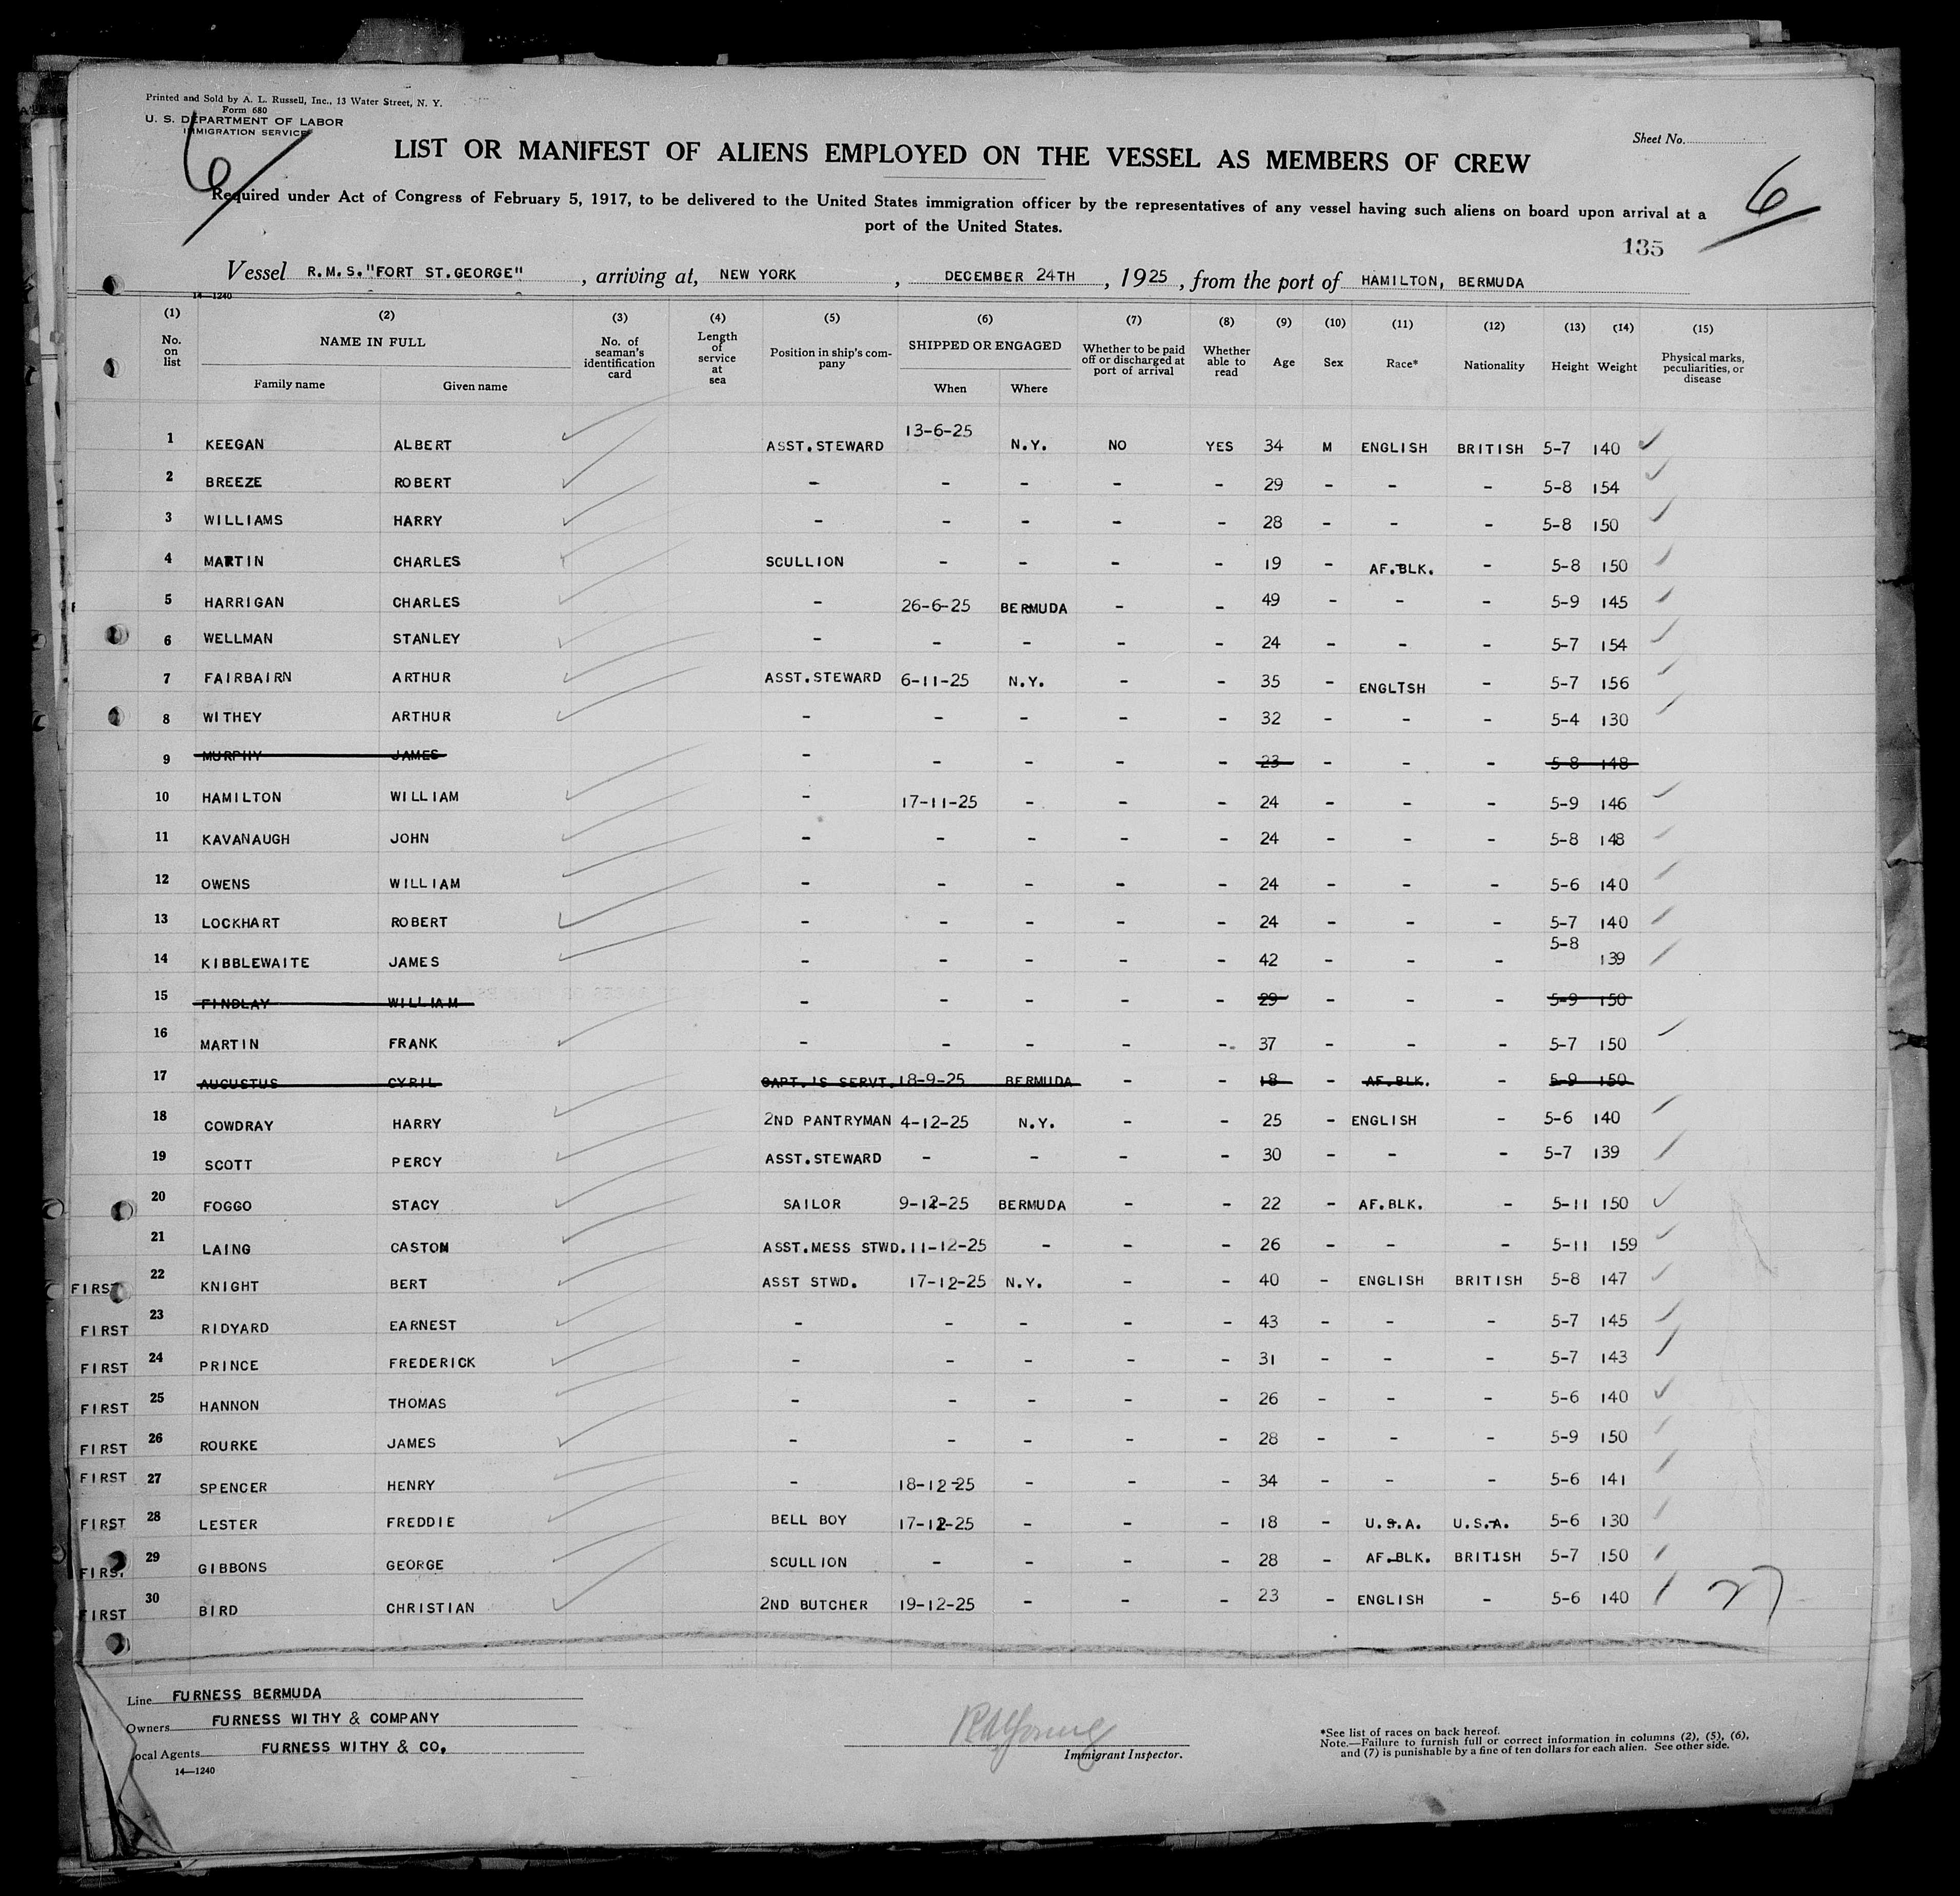 Printed and Sold by A. L. Russell, Inc., 13 Water Street, N. Y.
Form 680
U. S. DEPARTMENT OF LABOR
IMMIGRATION SERVICE
Sheet No.
6
LIST OR MANIFEST OF ALIENS EMPLOYED ON THE VESSEL AS MEMBERS OF CREW
6
Required under Act of Congress of February 5, 1917, to be delivered to the United States immigration officer by the representatives of any vessel having such aliens on board upon arrival at a
port of the United States.
135
Vessel R.M.S."FORT ST.GEORGE" , arriving at, NEW YORK , DECEMBER 24TH , 1925 , from the port of HAMILTON, BERMUDA
14—1240
(1) (2) (3) (4) (5) (6) (7) (8) (9) (10) (11) (12) (13) (14) (15)
No. on list NAME IN FULL Family name Given name No. of seaman's identification card Length of service at sea Position in ship's company SHIPPED OR ENGAGED When Where Whether to be paid off or discharged at port of arrival Whether able to read Age Sex Race* Nationality Height Weight Physical marks, peculiarities, or disease
1 KEEGAN ALBERT ASST.STEWARD 13-6-25 N.Y. NO YES 34 M ENGLISH BRITISH 5-7 140
2 BREEZE ROBERT - - - - - 29 - - - 5-8 154
3 WILLIAMS HARRY - - - - - 28 - - - 5-8 150
4 MARTIN CHARLES SCULLION - - - - 19 - AF.BLK. - 5-8 150
5 HARRIGAN CHARLES - 26-6-25 BERMUDA - - 49 - - - 5-9 145
6 WELLMAN STANLEY - - - - - 24 - - - 5-7 154
7 FAIRBAIRN ARTHUR ASST.STEWARD 6-11-25 N.Y. - - 35 - ENGLISH - 5-7 156
8 WITHEY ARTHUR - - - - - 32 - - - 5-4 130
9 MURPHY JAMES - - - - - 23 - - - 5-8 148
10 HAMILTON WILLIAM - 17-11-25 - - - 24 - - - 5-9 146
11 KAVANAUGH JOHN - - - - - 24 - - - 5-8 148
12 OWENS WILLIAM - - - - - 24 - - - 5-6 140
13 LOCKHART ROBERT - - - - - 24 - - - 5-7 140
14 KIBBLEWAITE JAMES - - - - - 42 - - - 5-8 139
15 FINDLAY WILLIAM - - - - - 29 - - - 5-9 150
16 MARTIN FRANK - - - - - 37 - - - 5-7 150
17 AUGUSTUS CYRIL CAPT.'S SERVT. 18-9-25 BERMUDA - - 18 - AF.BLK. - 5-9 150
18 COWDRAY HARRY 2ND PANTRYMAN 4-12-25 N.Y. - - 25 - ENGLISH - 5-6 140
19 SCOTT PERCY ASST.STEWARD - - - - 30 - - - 5-7 139
20 FOGGO STACY SAILOR 9-12-25 BERMUDA - - 22 - AF.BLK. - 5-11 150
21 LAING CASTON ASST.MESS STWD. 11-12-25 - - - 26 - - - 5-11 159
FIRST 22 KNIGHT BERT ASST STWD. 17-12-25 N.Y. - - 40 - ENGLISH BRITISH 5-8 147
FIRST 23 RIDYARD EARNEST - - - - - 43 - - - 5-7 145
FIRST 24 PRINCE FREDERICK - - - - - 31 - - - 5-7 143
FIRST 25 HANNON THOMAS - - - - - 26 - - - 5-6 140
FIRST 26 ROURKE JAMES - - - - - 28 - - - 5-9 150
FIRST 27 SPENCER HENRY - 18-12-25 - - - 34 - - - 5-6 141
FIRST 28 LESTER FREDDIE BELL BOY 17-12-25 - - - 18 - U.S.A. U.S.A. 5-6 130
FIRST 29 GIBBONS GEORGE SCULLION - - - - 28 - AF.BLK. BRITISH 5-7 150
FIRST 30 BIRD CHRISTIAN 2ND BUTCHER 19-12-25 - - - 23 - ENGLISH - 5-6 140 27
Line FURNESS BERMUDA
Owners FURNESS WITHY & COMPANY
Local Agents FURNESS WITHY & CO.
14—1240
Immigrant Inspector.
*See list of races on back hereof.
Note.—Failure to furnish full or correct information in columns (2), (5), (6),
and (7) is punishable by a fine of ten dollars for each alien. See other side.